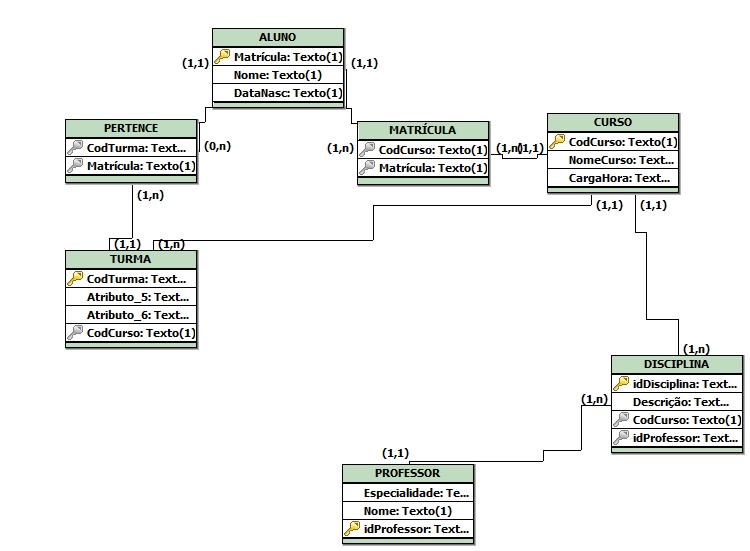 ALUNO
Matrícula: Texto(1)
Nome: Texto(1)
DataNasc: Texto(1)
(1,1)
(1,1)
PERTENCE
CodTurma: Text...
Matrícula: Texto(1)
(0,n)
(1,n)
(1,n)
MATRÍCULA
CodCurso: Texto(1)
Matrícula: Texto(1)
(1,n)
(1,1)
CURSO
CodCurso: Texto(1)
NomeCurso: Text...
CargaHora: Text...
(1,1)
(1,1)
(1,1)
(1,n)
TURMA
CodTurma: Text...
Atributo_5: Text...
Atributo_6: Text...
CodCurso: Texto(1)
(1,n)
DISCIPLINA
idDisciplina: Text...
Descrição: Text...
CodCurso: Texto(1)
idProfessor: Text...
(1,n)
(1,1)
PROFESSOR
Especialidade: Te...
Nome: Texto(1)
idProfessor: Text...